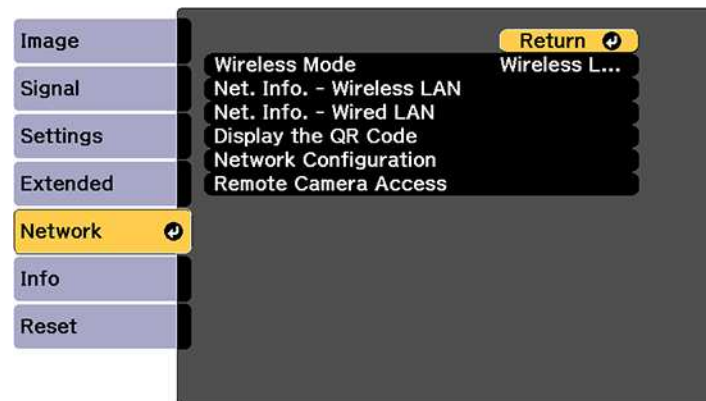 Image
Signal
Settings
Extended
Network
Info
Reset
Return
Wireless Mode Wireless L...
Net. Info. - Wireless LAN
Net. Info. - Wired LAN
Display the QR Code
Network Configuration
Remote Camera Access